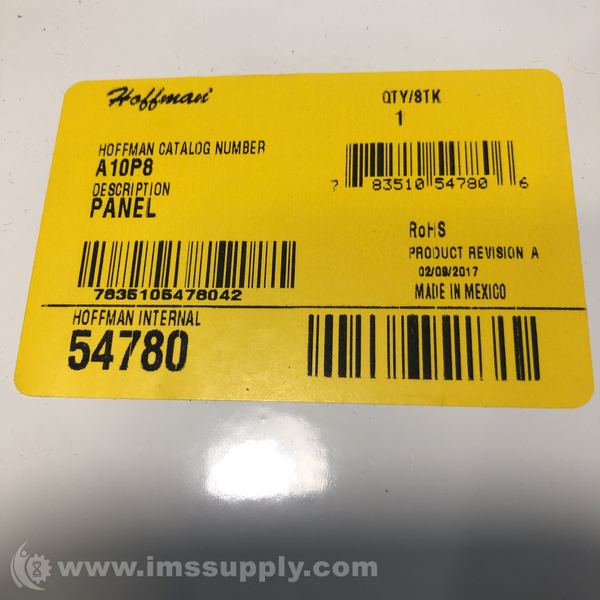 Hoffman
QTY/STK
1
HOFFMAN CATALOG NUMBER
A10P8
DESCRIPTION
PANEL
7 83510 54780 6
RoHS
PRODUCT REVISION A
02/09/2017
MADE IN MEXICO
7835105478042
HOFFMAN INTERNAL
54780
www.imssupply.com